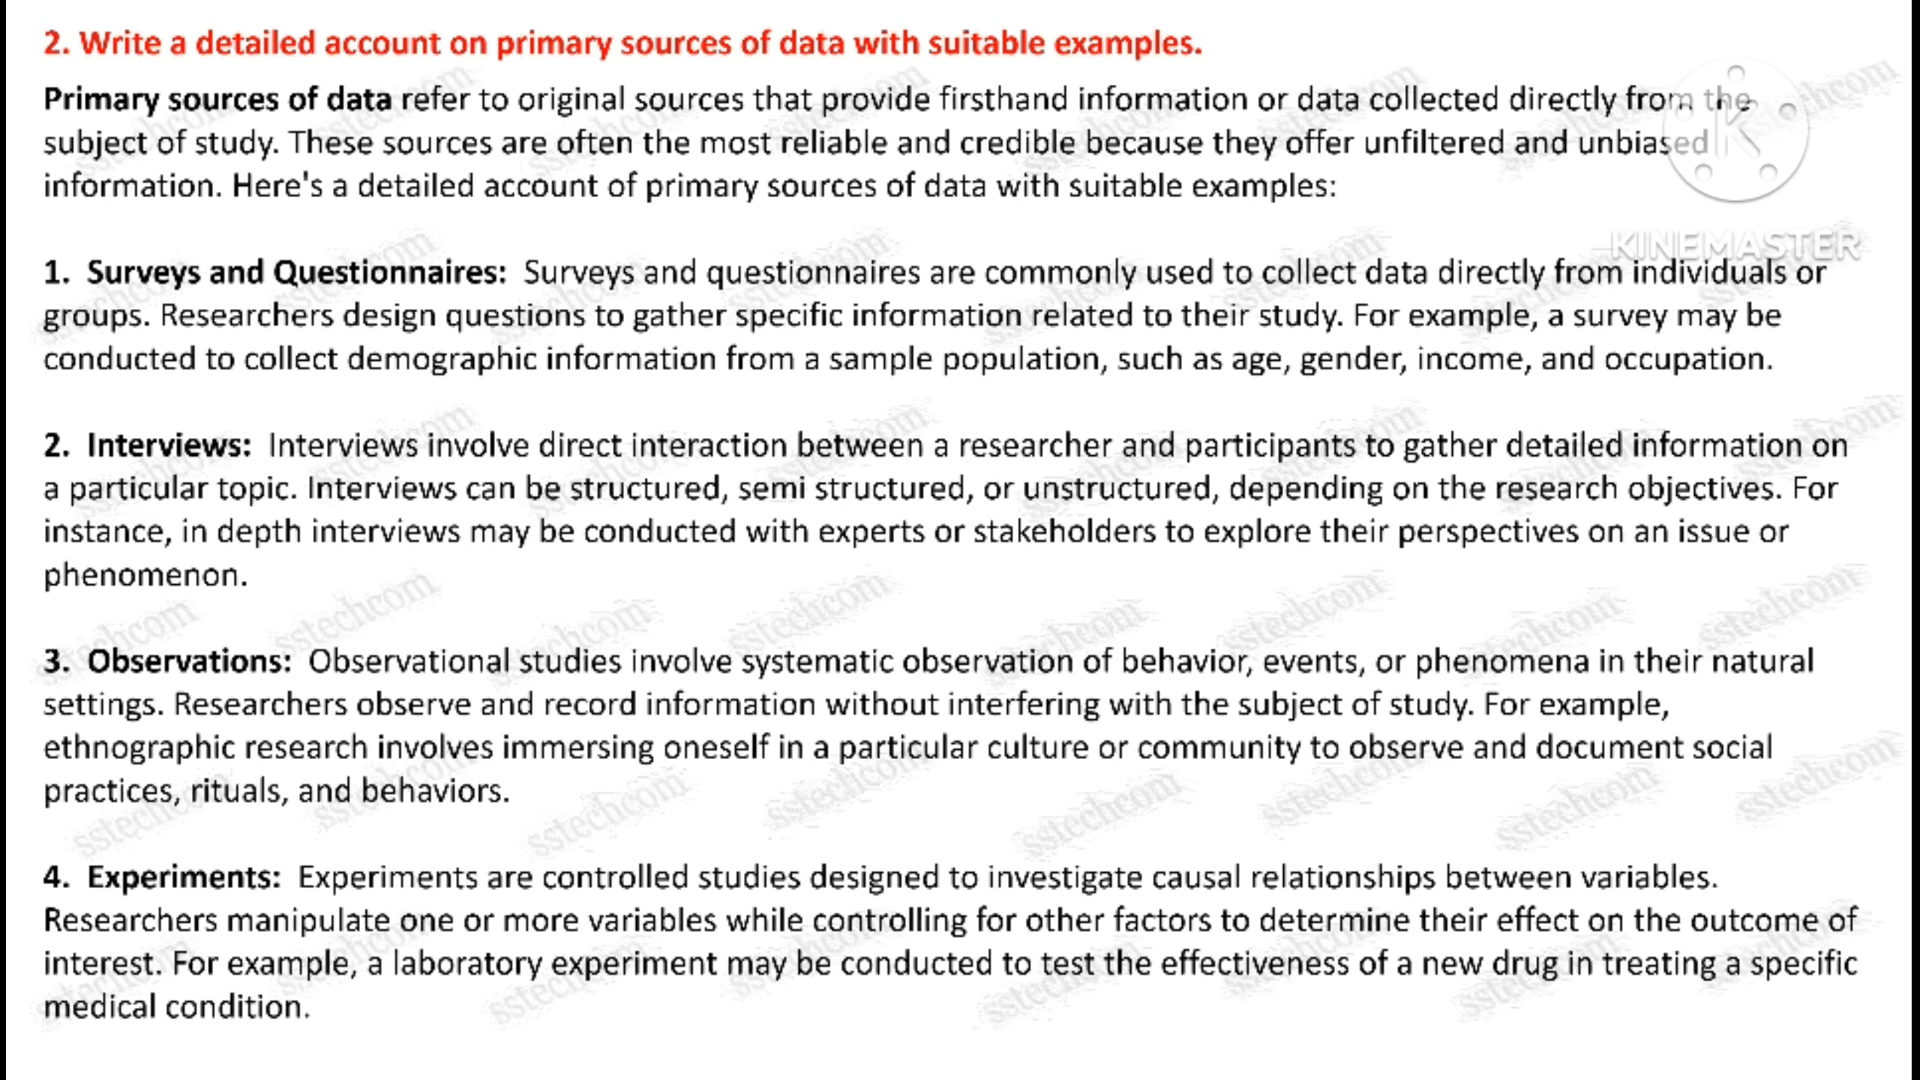 2. Write a detailed account on primary sources of data with suitable examples.
Primary sources of data refer to original sources that provide firsthand information or data collected directly from the
subject of study. These sources are often the most reliable and credible because they offer unfiltered and unbiased
information. Here's a detailed account of primary sources of data with suitable examples:
KINEMASTER
1. Surveys and Questionnaires: Surveys and questionnaires are commonly used to collect data directly from individuals or
groups. Researchers design questions to gather specific information related to their study. For example, a survey may be
conducted to collect demographic information from a sample population, such as age, gender, income, and occupation.
2. Interviews: Interviews involve direct interaction between a researcher and participants to gather detailed information on
a particular topic. Interviews can be structured, semi structured, or unstructured, depending on the research objectives. For
instance, in depth interviews may be conducted with experts or stakeholders to explore their perspectives on an issue or
phenomenon.
3. Observations: Observational studies involve systematic observation of behavior, events, or phenomena in their natural
settings. Researchers observe and record information without interfering with the subject of study. For example,
ethnographic research involves immersing oneself in a particular culture or community to observe and document social
practices, rituals, and behaviors.
4. Experiments: Experiments are controlled studies designed to investigate causal relationships between variables.
Researchers manipulate one or more variables while controlling for other factors to determine their effect on the outcome of
interest. For example, a laboratory experiment may be conducted to test the effectiveness of a new drug in treating a specific
medical condition.
sstechcom